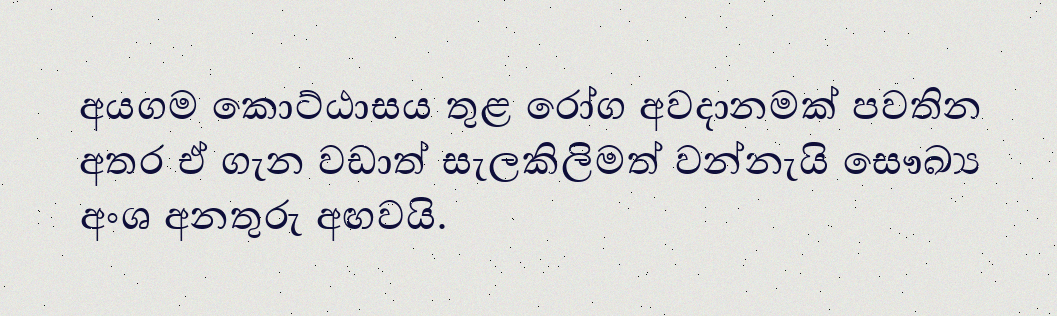 අයගම කොට්ඨාසය තුළ රෝග අවදානමක් පවතින
අතර ඒ ගැන වඩාත් සැලකිලිමත් වන්නැයි සෞඛ්‍ය
අංශ අනතුරු අඟවයි.